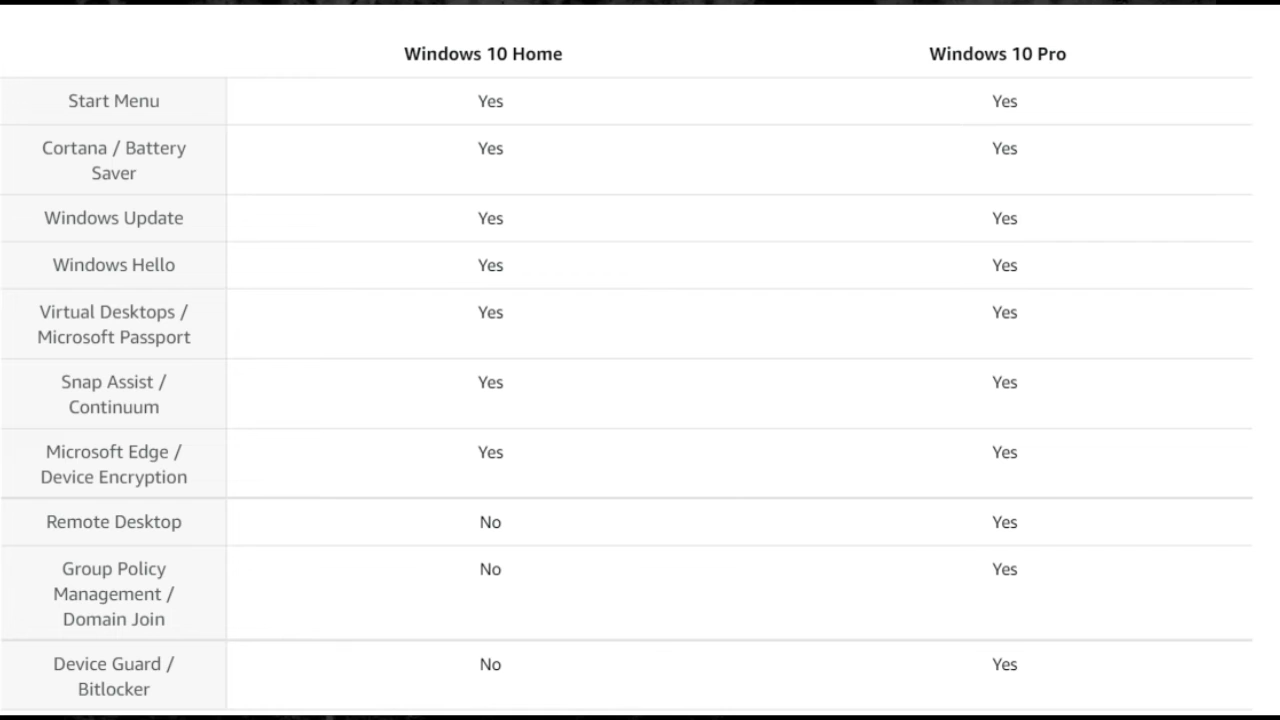 Windows 10 Home Windows 10 Pro
Start Menu Yes Yes
Cortana / Battery Yes Yes
Saver
Windows Update Yes Yes
Windows Hello Yes Yes
Virtual Desktops / Yes Yes
Microsoft Passport
Snap Assist / Yes Yes
Continuum
Microsoft Edge / Yes Yes
Device Encryption
Remote Desktop No Yes
Group Policy No Yes
Management /
Domain Join
Device Guard / No Yes
Bitlocker